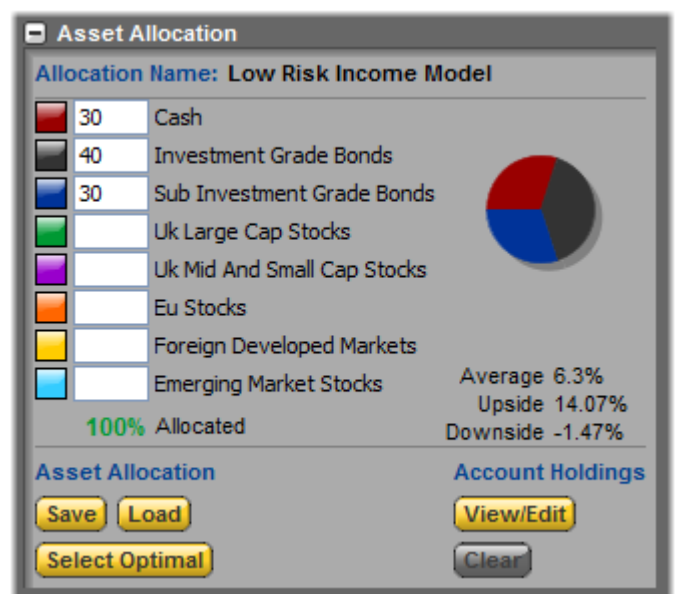 Asset Allocation
Allocation Name: Low Risk Income Model
30 Cash
40 Investment Grade Bonds
30 Sub Investment Grade Bonds
Uk Large Cap Stocks
Uk Mid And Small Cap Stocks
Eu Stocks
Foreign Developed Markets
Emerging Market Stocks
100% Allocated
Average 6.3%
Upside 14.07%
Downside -1.47%
Asset Allocation
Save Load
Select Optimal
Account Holdings
View/Edit
Clear